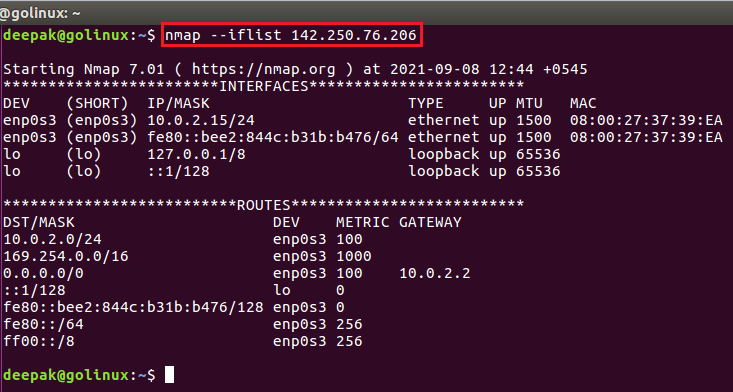 @golinux: ~
deepak@golinux:~$ nmap --iflist 142.250.76.206
Starting Nmap 7.01 ( https://nmap.org ) at 2021-09-08 12:44 +0545
************************INTERFACES************************
DEV    (SHORT)  IP/MASK                      TYPE     UP MTU   MAC
enp0s3 (enp0s3) 10.0.2.15/24                 ethernet up 1500  08:00:27:37:39:EA
enp0s3 (enp0s3) fe80::bee2:844c:b31b:b476/64 ethernet up 1500  08:00:27:37:39:EA
lo     (lo)     127.0.0.1/8                  loopback up 65536
lo     (lo)     ::1/128                      loopback up 65536
**************************ROUTES**************************
DST/MASK                      DEV    METRIC GATEWAY
10.0.2.0/24                   enp0s3 100
169.254.0.0/16                enp0s3 1000
0.0.0.0/0                     enp0s3 100    10.0.2.2
::1/128                       lo     0
fe80::bee2:844c:b31b:b476/128 enp0s3 0
fe80::/64                     enp0s3 256
ff00::/8                      enp0s3 256
deepak@golinux:~$